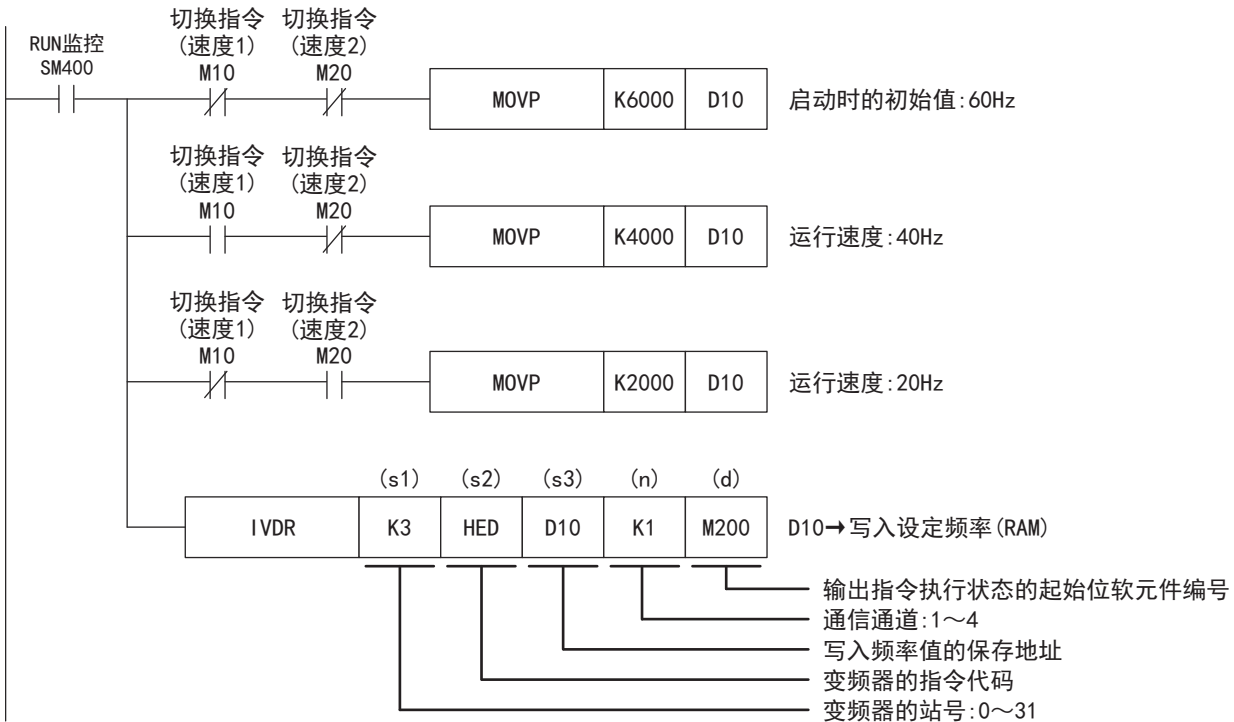 RUN监控
SM400
切换指令 切换指令
(速度1) (速度2)
M10 M20
MOVP K6000 D10 启动时的初始值:60Hz
切换指令 切换指令
(速度1) (速度2)
M10 M20
MOVP K4000 D10 运行速度:40Hz
切换指令 切换指令
(速度1) (速度2)
M10 M20
MOVP K2000 D10 运行速度:20Hz
(s1) (s2) (s3) (n) (d)
IVDR K3 HED D10 K1 M200 D10→写入设定频率(RAM)
输出指令执行状态的起始位软元件编号
通信通道:1～4
写入频率值的保存地址
变频器的指令代码
变频器的站号:0～31